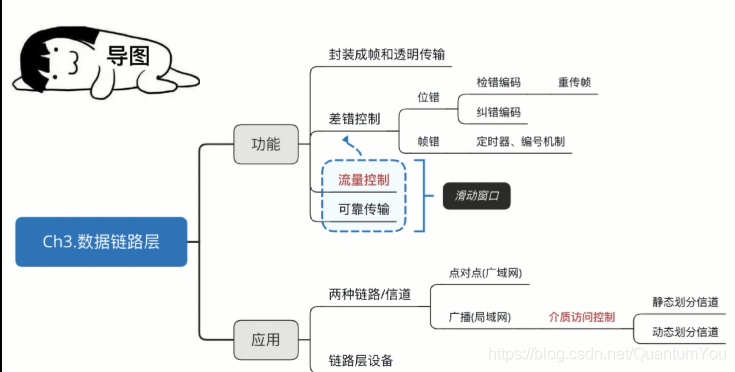 导图
封装成帧和透明传输
检错编码
重传帧
位错
纠错编码
差错控制
帧错
定时器、编号机制
功能
流量控制
滑动窗口
可靠传输
Ch3.数据链路层
点对点(广域网)
两种链路/信道
静态划分信道
广播(局域网)
介质访问控制
动态划分信道
应用
链路层设备
https://blog.csdn.net/QuantumYou